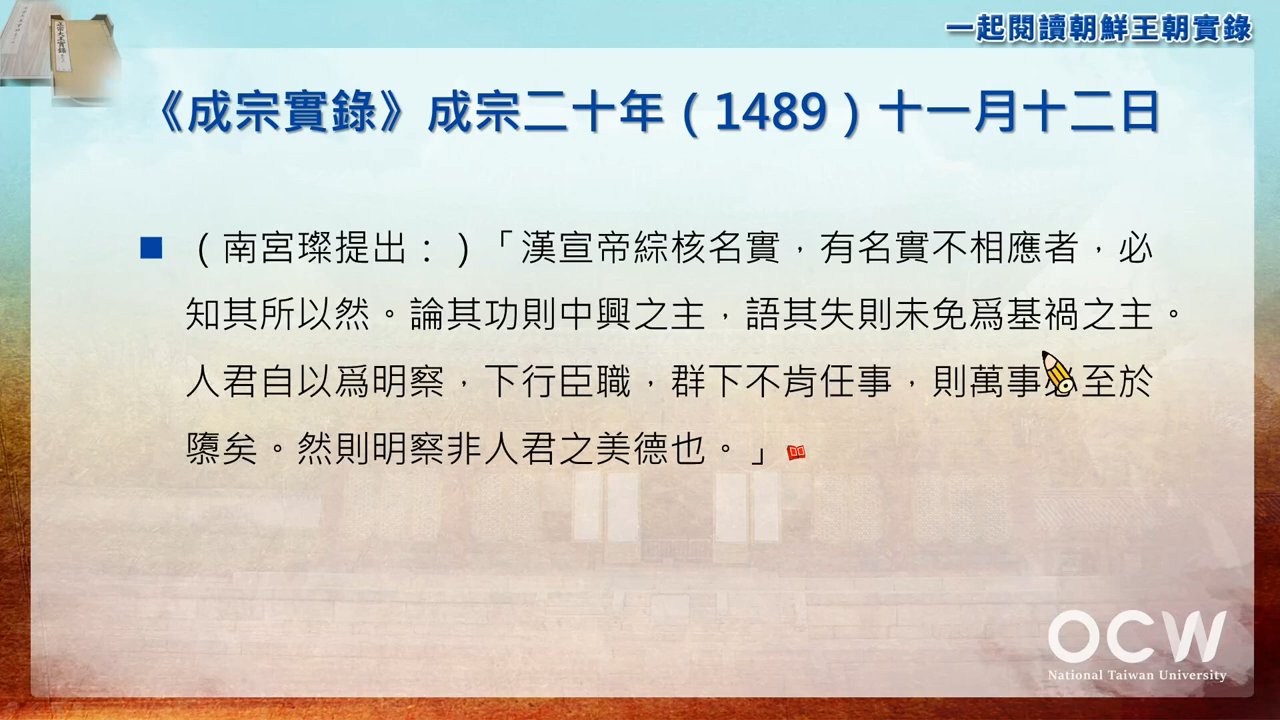 一起閱讀朝鮮王朝實錄
《成宗實錄》成宗二十年（1489）十一月十二日
（南宮璨提出：）「漢宣帝綜核名實，有名實不相應者，必
知其所以然。論其功則中興之主，語其失則未免爲基禍之主。
人君自以爲明察，下行臣職，群下不肯任事，則萬事必至於
隳矣。然則明察非人君之美德也。」
OCW
National Taiwan University